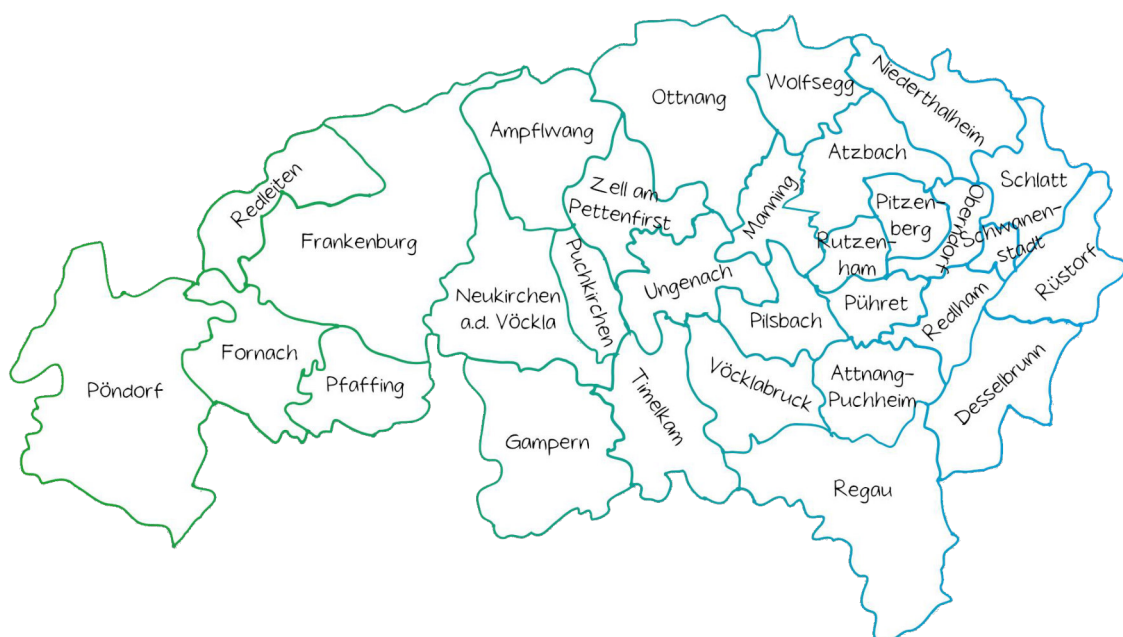 Wolfsegg
Niederthalheim
Ottnang
Ampflwang
Atzbach
Schlatt
Redleiten
Zell am
Pettenfirst
Manning
Pitzen-
berg
Oberndorf
Schwanen-
stadt
Frankenburg
Puchkirchen
Ungenach
Rutzen-
ham
Rüstorf
Neukirchen
a.d. Vöckla
Pilsbach
Pühret
Redlham
Fornach
Pfaffing
Pöndorf
Timelkam
Vöcklabruck
Attnang-
Puchheim
Desselbrunn
Gampern
Regau